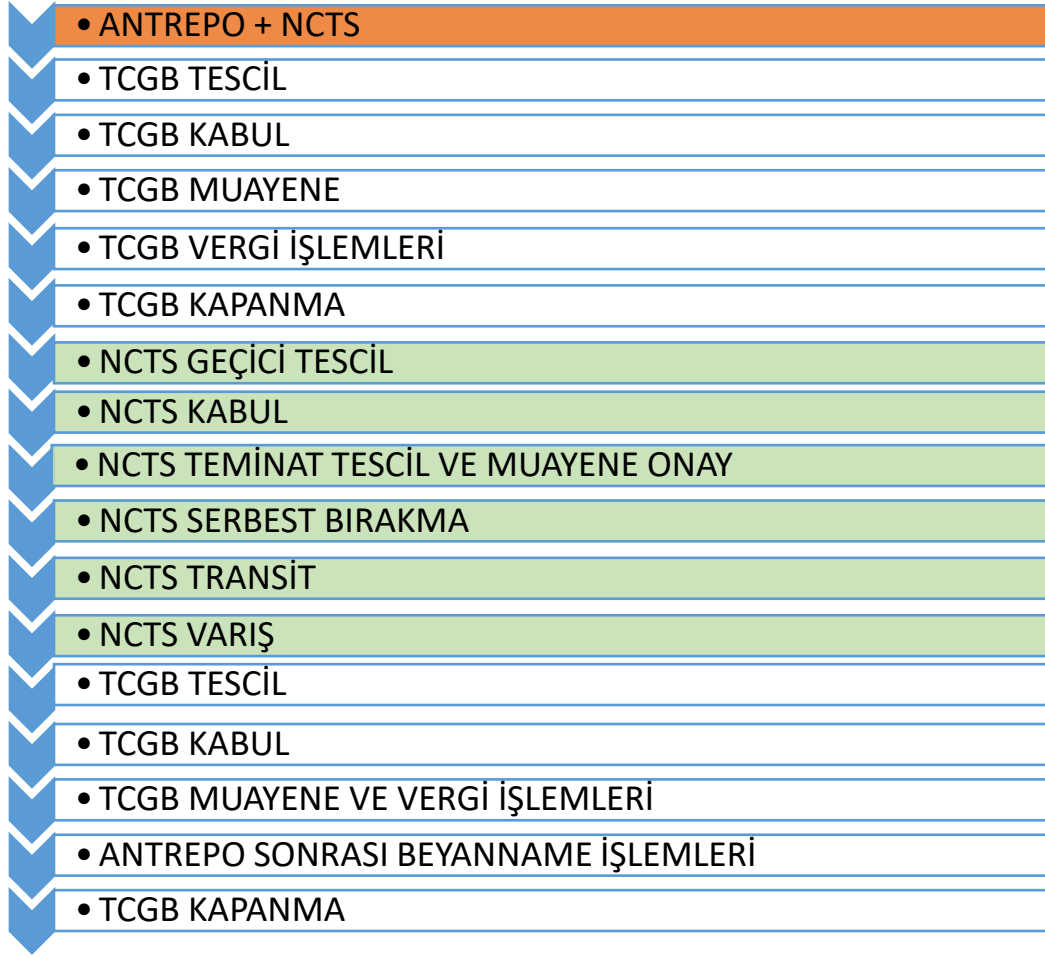 • ANTREPO + NCTS
• TCGB TESCİL
• TCGB KABUL
• TCGB MUAYENE
• TCGB VERGİ İŞLEMLERİ
• TCGB KAPANMA
• NCTS GEÇİCİ TESCİL
• NCTS KABUL
• NCTS TEMİNAT TESCİL VE MUAYENE ONAY
• NCTS SERBEST BIRAKMA
• NCTS TRANSİT
• NCTS VARIŞ
• TCGB TESCİL
• TCGB KABUL
• TCGB MUAYENE VE VERGİ İŞLEMLERİ
• ANTREPO SONRASI BEYANNAME İŞLEMLERİ
• TCGB KAPANMA